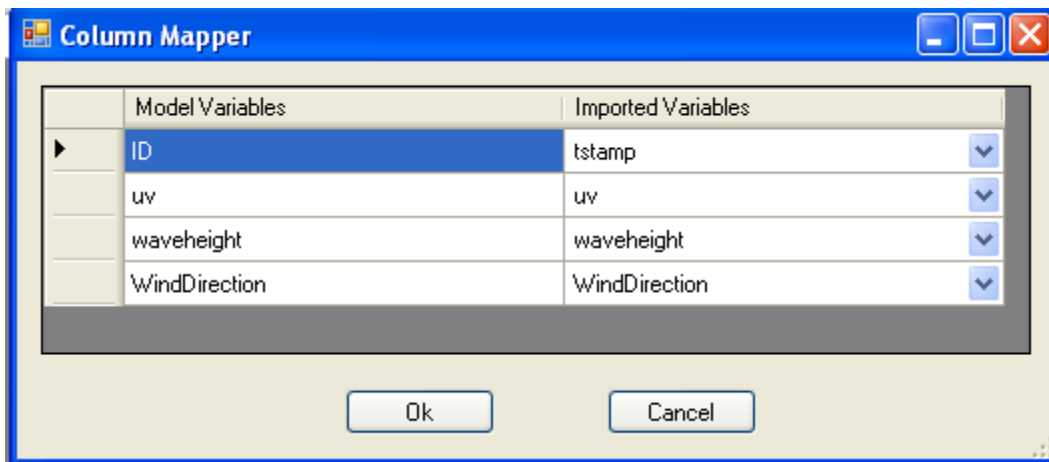 Column Mapper
Model Variables Imported Variables
ID tstamp
uv uv
waveheight waveheight
WindDirection WindDirection
Ok Cancel